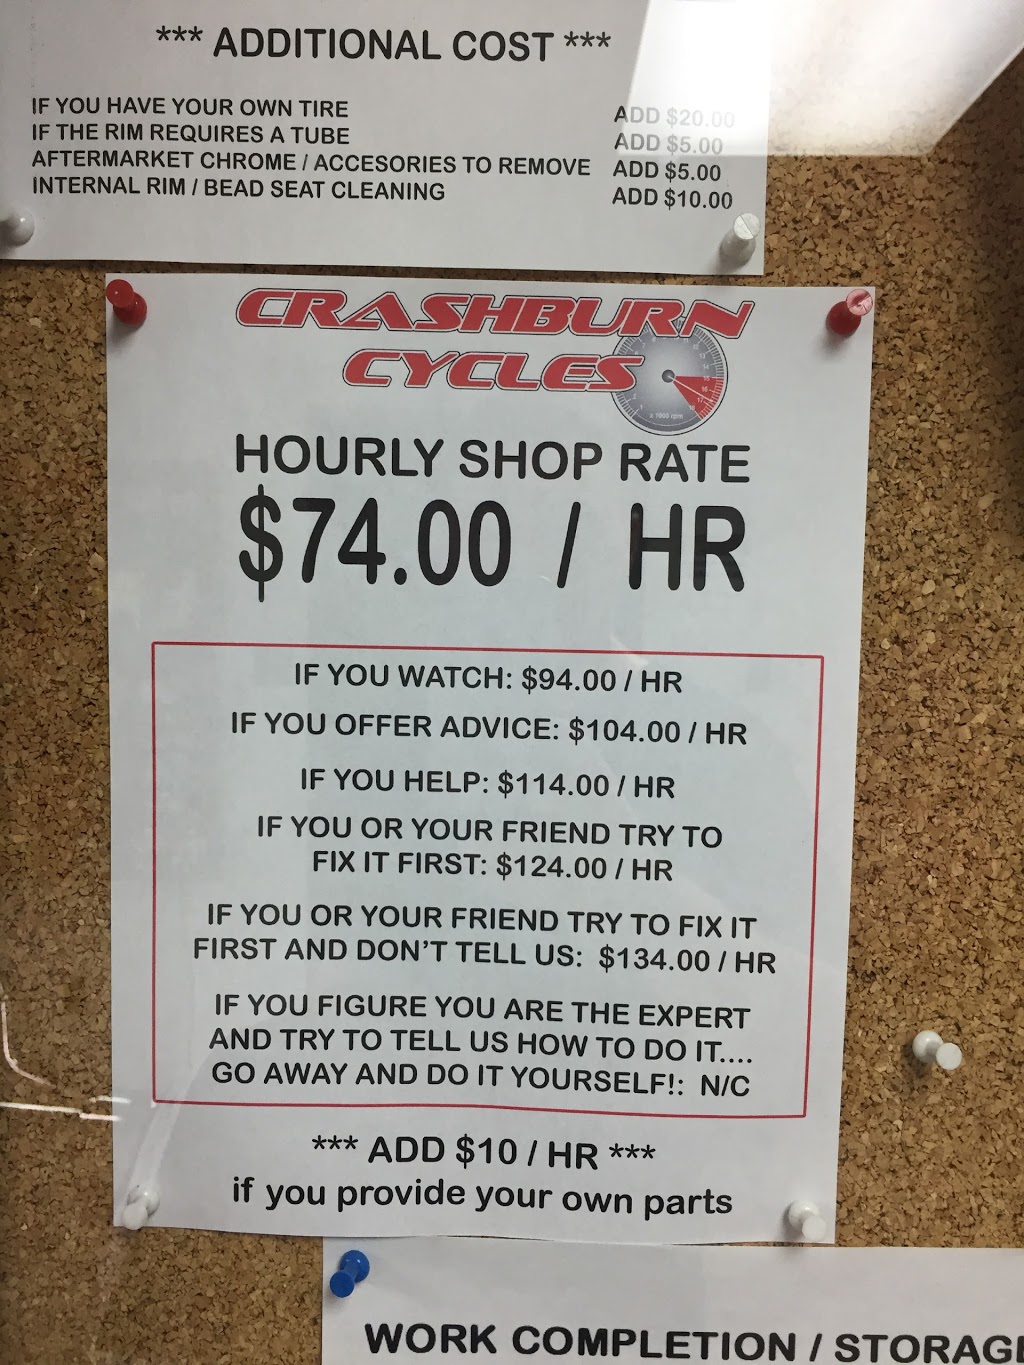 *** ADDITIONAL COST ***
IF YOU HAVE YOUR OWN TIRE ADD $20.00
IF THE RIM REQUIRES A TUBE ADD $5.00
AFTERMARKET CHROME / ACCESORIES TO REMOVE ADD $5.00
INTERNAL RIM / BEAD SEAT CLEANING ADD $10.00
CRASHBURN
CYCLES
x 1000 rpm
HOURLY SHOP RATE
$74.00 / HR
IF YOU WATCH: $94.00 / HR
IF YOU OFFER ADVICE: $104.00 / HR
IF YOU HELP: $114.00 / HR
IF YOU OR YOUR FRIEND TRY TO
FIX IT FIRST: $124.00 / HR
IF YOU OR YOUR FRIEND TRY TO FIX IT
FIRST AND DON'T TELL US: $134.00 / HR
IF YOU FIGURE YOU ARE THE EXPERT
AND TRY TO TELL US HOW TO DO IT....
GO AWAY AND DO IT YOURSELF!: N/C
*** ADD $10 / HR ***
if you provide your own parts
WORK COMPLETION / STORAG